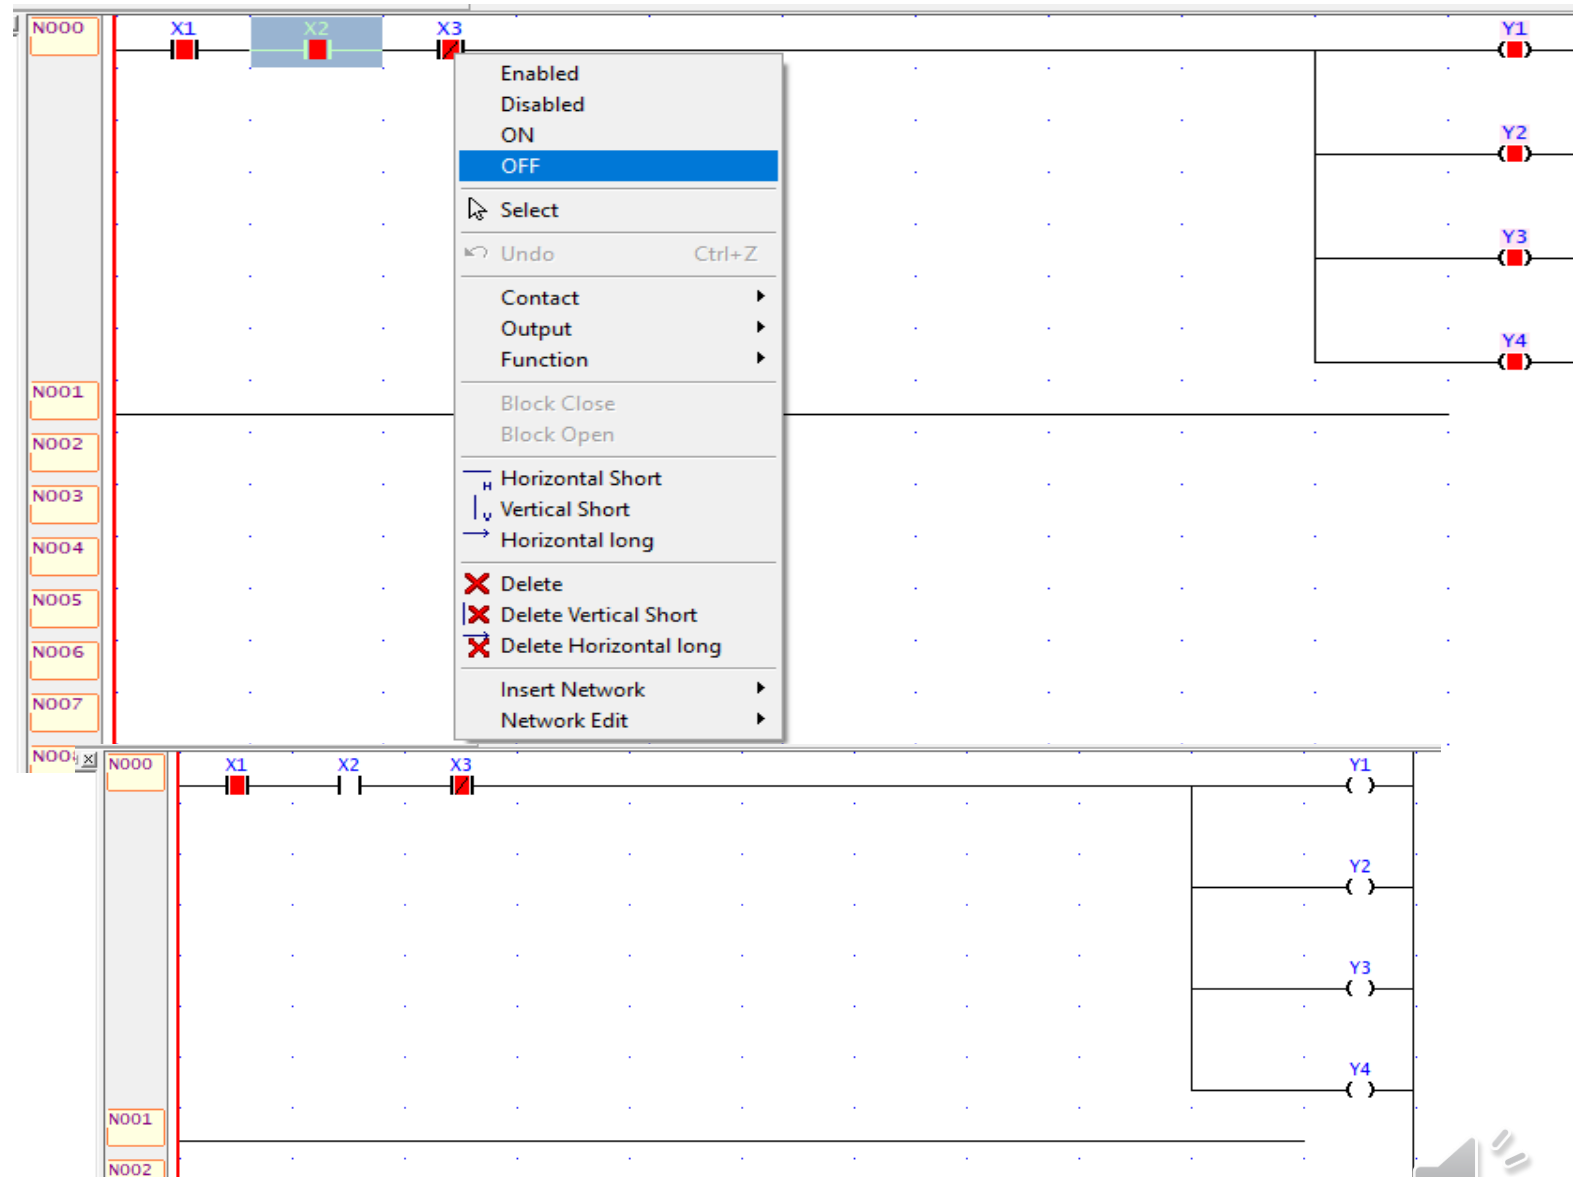 N000 X1 X2 X3 Y1
Enabled
Disabled
ON
Y2
OFF
Select
Y3
Undo Ctrl+Z
Contact
Output
Y4
Function
N001
Block Close
Block Open
N002
Horizontal Short
N003
Vertical Short
Horizontal long
N004
Delete
N005
Delete Vertical Short
Delete Horizontal long
N006
Insert Network
N007
Network Edit
N000 X1 X2 X3 Y1
Y2
Y3
Y4
N001
N002